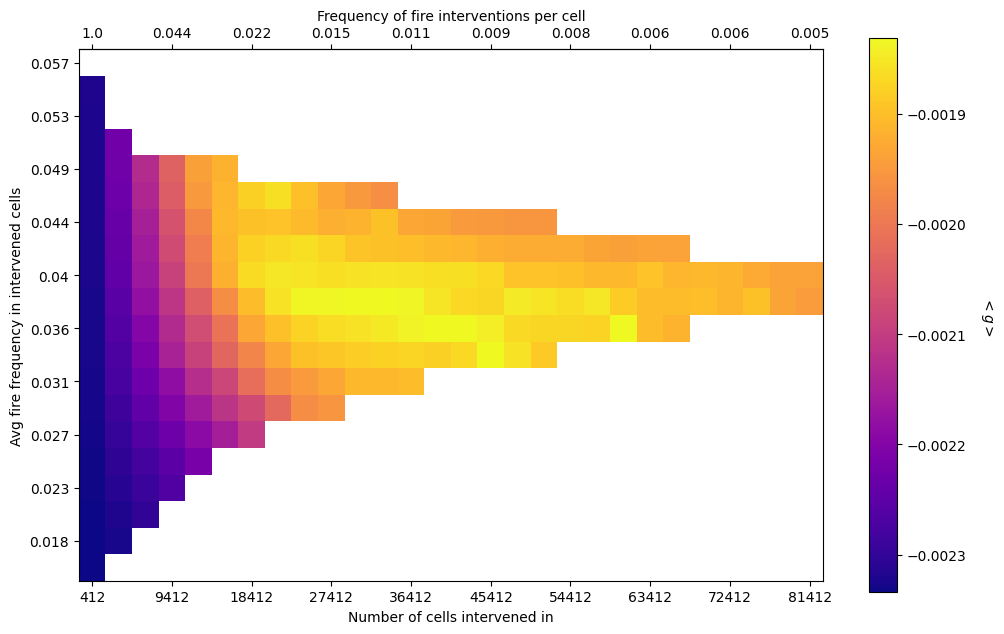 Frequency of fire interventions per cell
1.0 0.044 0.022 0.015 0.011 0.009 0.008 0.006 0.006 0.005
Avg fire frequency in intervened cells
0.057
0.053
0.049
0.044
0.04
0.036
0.031
0.027
0.023
0.018
412 9412 18412 27412 36412 45412 54412 63412 72412 81412
Number of cells intervened in
−0.0019
−0.0020
−0.0021
−0.0022
−0.0023
< g >